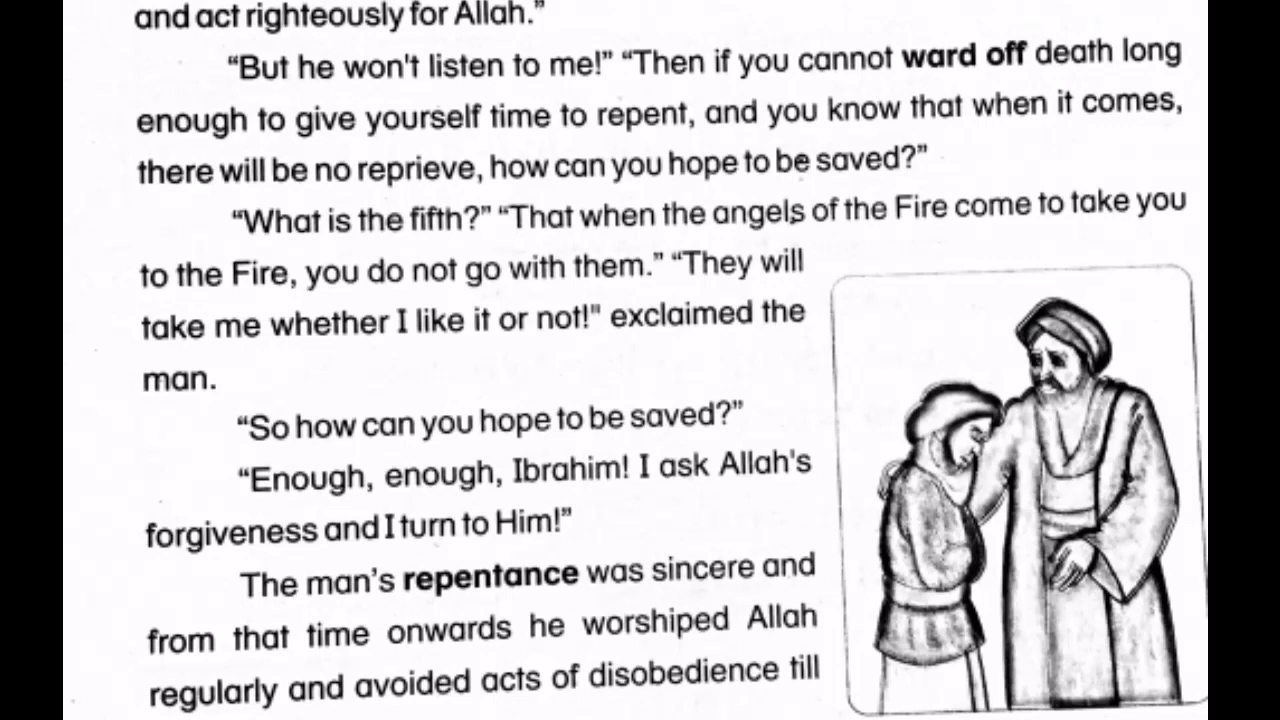 and act righteously for Allah.”
“But he won't listen to me!” “Then if you cannot ward off death long
enough to give yourself time to repent, and you know that when it comes,
there will be no reprieve, how can you hope to be saved?”
“What is the fifth?” “That when the angels of the Fire come to take you
to the Fire, you do not go with them.” “They will
take me whether I like it or not!" exclaimed the
man.
“So how can you hope to be saved?”
“Enough, enough, Ibrahim! I ask Allah's
forgiveness and I turn to Him!”
The man’s repentance was sincere and
from that time onwards he worshiped Allah
regularly and avoided acts of disobedience till